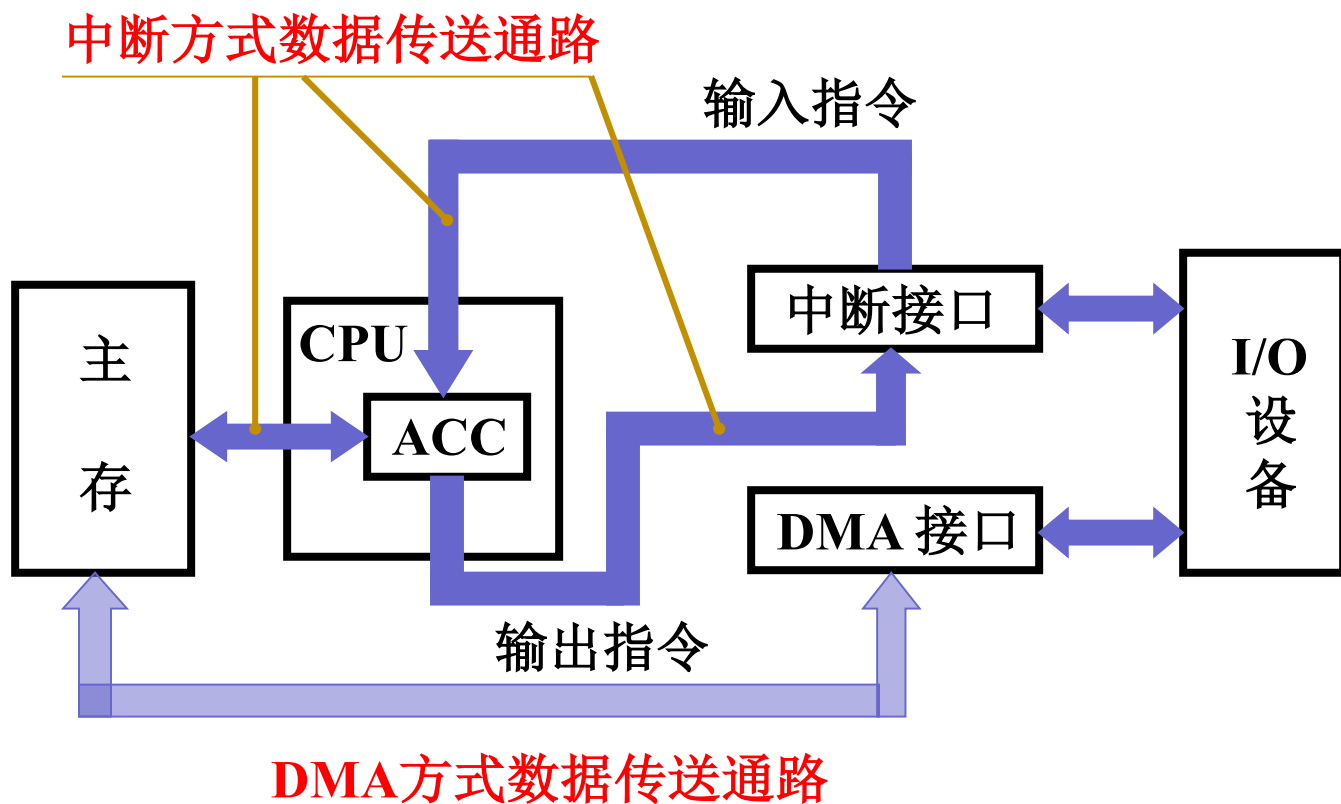 中断方式数据传送通路
输入指令
主
存
CPU
ACC
中断接口
DMA 接口
I/O
设
备
输出指令
DMA方式数据传送通路